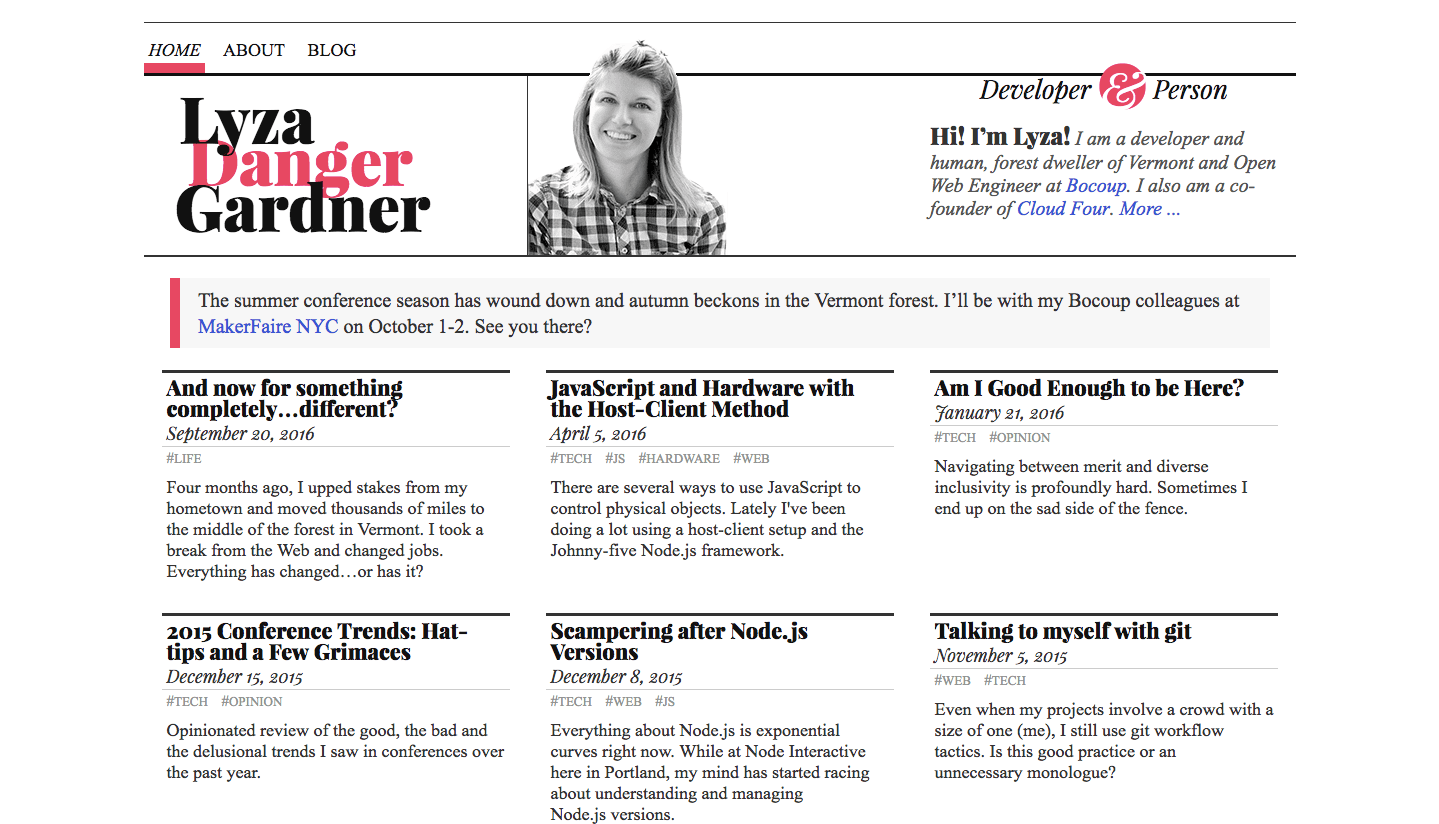 HOME ABOUT BLOG
Lyza
Danger
Gardner
Developer & Person
Hi! I’m Lyza! I am a developer and
human, forest dweller of Vermont and Open
Web Engineer at Bocoup. I also am a co-
founder of Cloud Four. More ...
The summer conference season has wound down and autumn beckons in the Vermont forest. I’ll be with my Bocoup colleagues at
MakerFaire NYC on October 1-2. See you there?
And now for something
completely…different?
September 20, 2016
#LIFE
Four months ago, I upped stakes from my
hometown and moved thousands of miles to
the middle of the forest in Vermont. I took a
break from the Web and changed jobs.
Everything has changed…or has it?
JavaScript and Hardware with
the Host-Client Method
April 5, 2016
#TECH #JS #HARDWARE #WEB
There are several ways to use JavaScript to
control physical objects. Lately I've been
doing a lot using a host-client setup and the
Johnny-five Node.js framework.
Am I Good Enough to be Here?
January 21, 2016
#TECH #OPINION
Navigating between merit and diverse
inclusivity is profoundly hard. Sometimes I
end up on the sad side of the fence.
2015 Conference Trends: Hat-
tips and a Few Grimaces
December 15, 2015
#TECH #OPINION
Opinionated review of the good, the bad and
the delusional trends I saw in conferences over
the past year.
Scampering after Node.js
Versions
December 8, 2015
#TECH #WEB #JS
Everything about Node.js is exponential
curves right now. While at Node Interactive
here in Portland, my mind has started racing
about understanding and managing
Node.js versions.
Talking to myself with git
November 5, 2015
#WEB #TECH
Even when my projects involve a crowd with a
size of one (me), I still use git workflow
tactics. Is this good practice or an
unnecessary monologue?